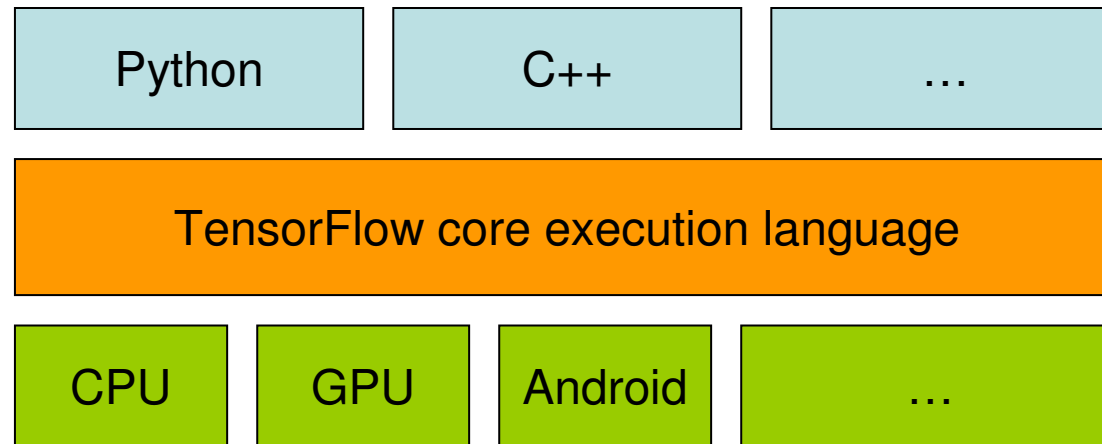 Python C++ …
TensorFlow core execution language
CPU GPU Android …